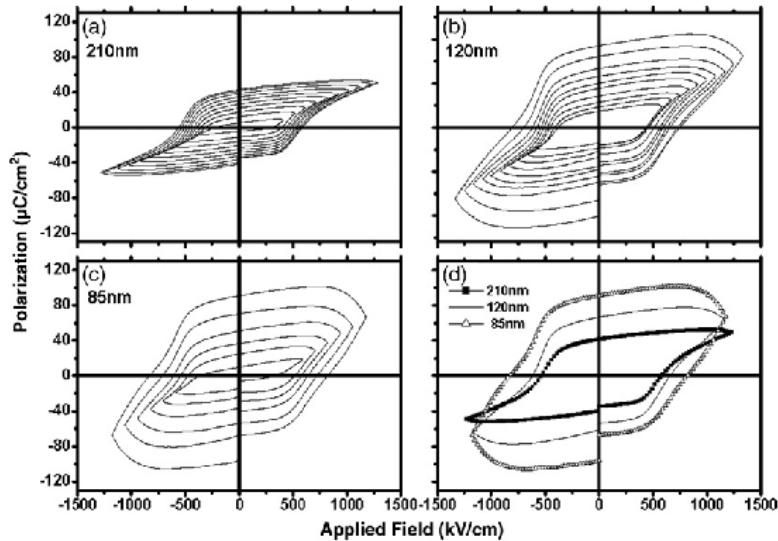 (a)
210nm
(b)
120nm
120
80
40
0
-40
-80
-120
(c)
85nm
(d)
210nm
120nm
85nm
120
80
40
0
-40
-80
-120
-1500 -1000 -500 0 500 1000 1500
-1500 -1000 -500 0 500 1000 1500
Polarization (µC/cm²)
Applied Field (kV/cm)